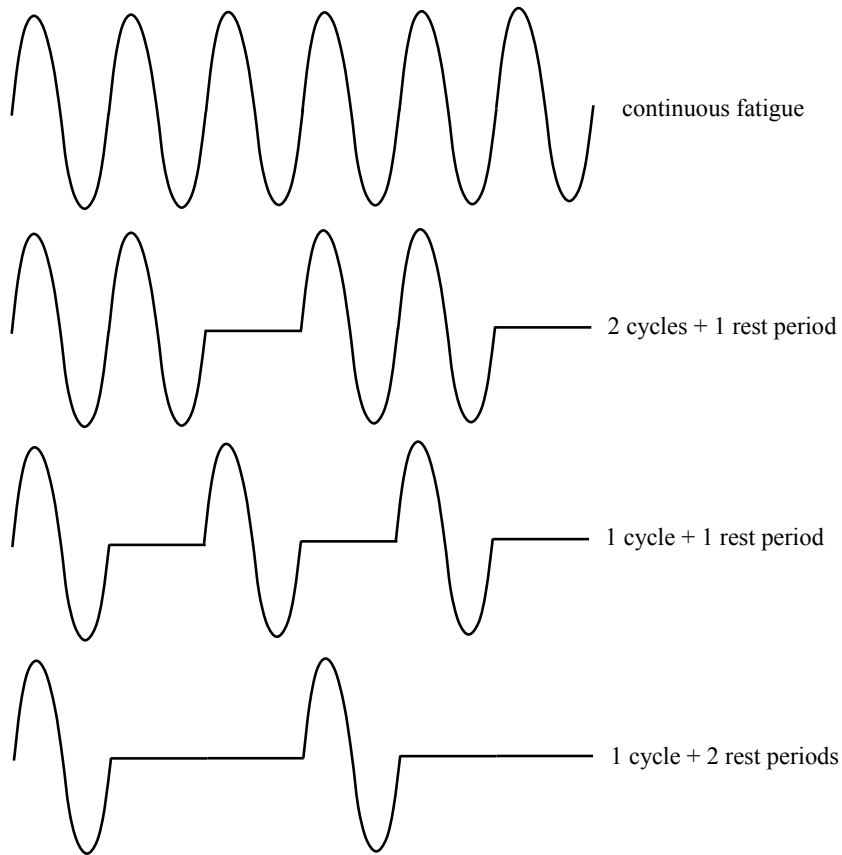 continuous fatigue
2 cycles + 1 rest period
1 cycle + 1 rest period
1 cycle + 2 rest periods